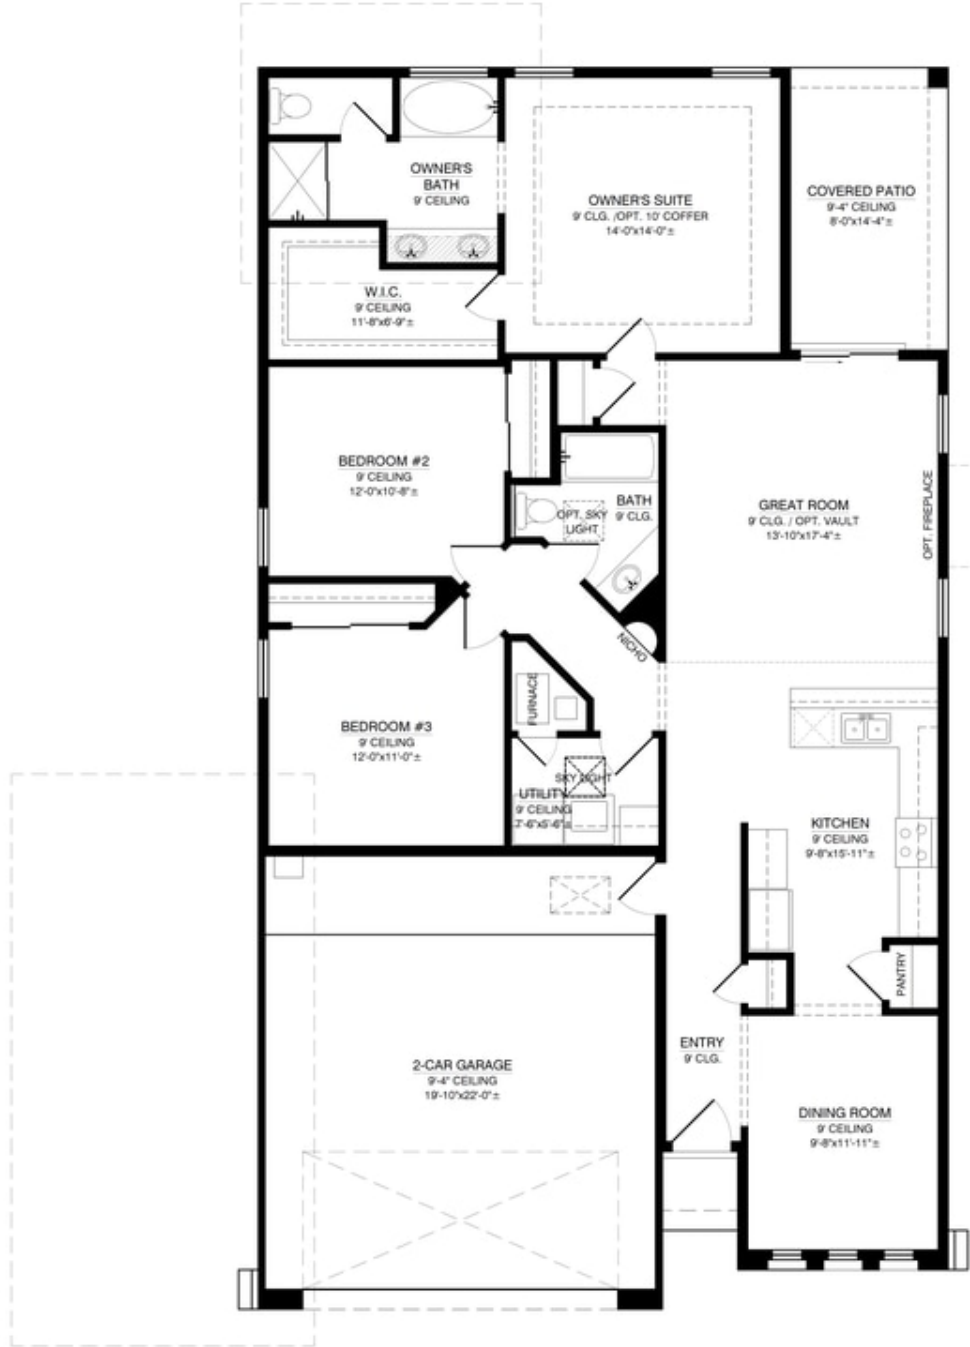 OWNER'S
BATH
9' CEILING
OWNER'S SUITE
9' CLG. /OPT. 10' COFFER
14'-0"x14'-0"±
COVERED PATIO
9'-4" CEILING
8'-0"x14'-4"±
W.I.C.
9' CEILING
11'-8"x6'-9"±
BEDROOM #2
9' CEILING
12'-0"x10'-8"±
BATH
9' CLG.
OPT. SKY
LIGHT
GREAT ROOM
9' CLG. / OPT. VAULT
13'-10"x17'-4"±
OPT. FIREPLACE
NICHO
FURNACE
BEDROOM #3
9' CEILING
12'-0"x11'-0"±
SKY LIGHT
UTILITY
9' CEILING
7'-6"x5'-6"±
KITCHEN
9' CEILING
9'-8"x15'-11"±
PANTRY
ENTRY
9' CLG.
2-CAR GARAGE
9'-4" CEILING
19'-10"x22'-0"±
DINING ROOM
9' CEILING
9'-8"x11'-11"±